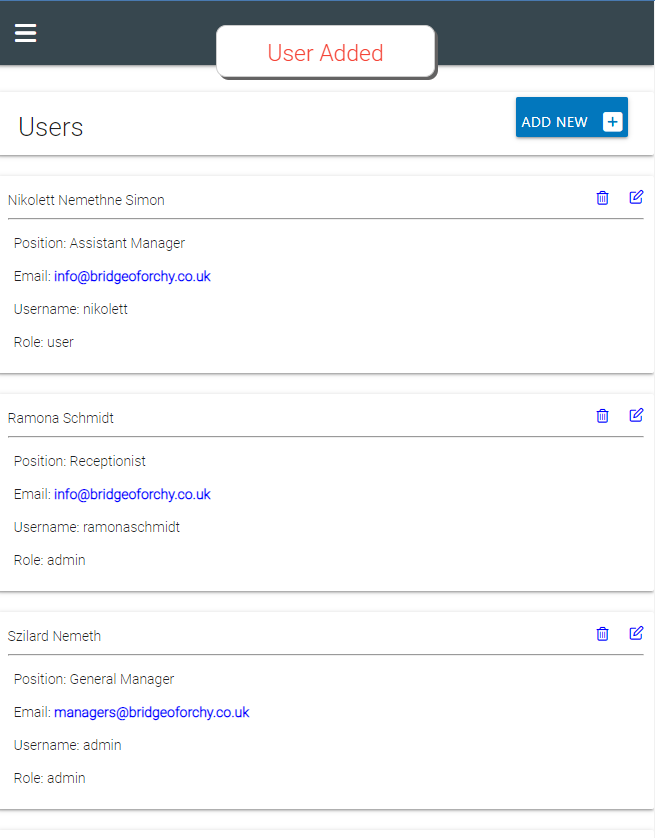 User Added
Users
ADD NEW
Nikolett Nemethne Simon
Position: Assistant Manager
Email: info@bridgeoforchy.co.uk
Username: nikolett
Role: user
Ramona Schmidt
Position: Receptionist
Email: info@bridgeoforchy.co.uk
Username: ramonaschmidt
Role: admin
Szilard Nemeth
Position: General Manager
Email: managers@bridgeoforchy.co.uk
Username: admin
Role: admin